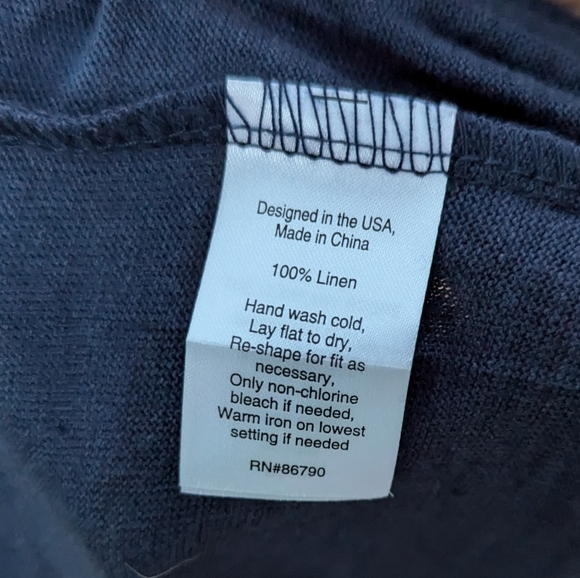 Designed in the USA,
Made in China
100% Linen
Hand wash cold,
Lay flat to dry,
Re-shape for fit as
necessary,
Only non-chlorine
bleach if needed,
Warm iron on lowest
setting if needed
RN#86790